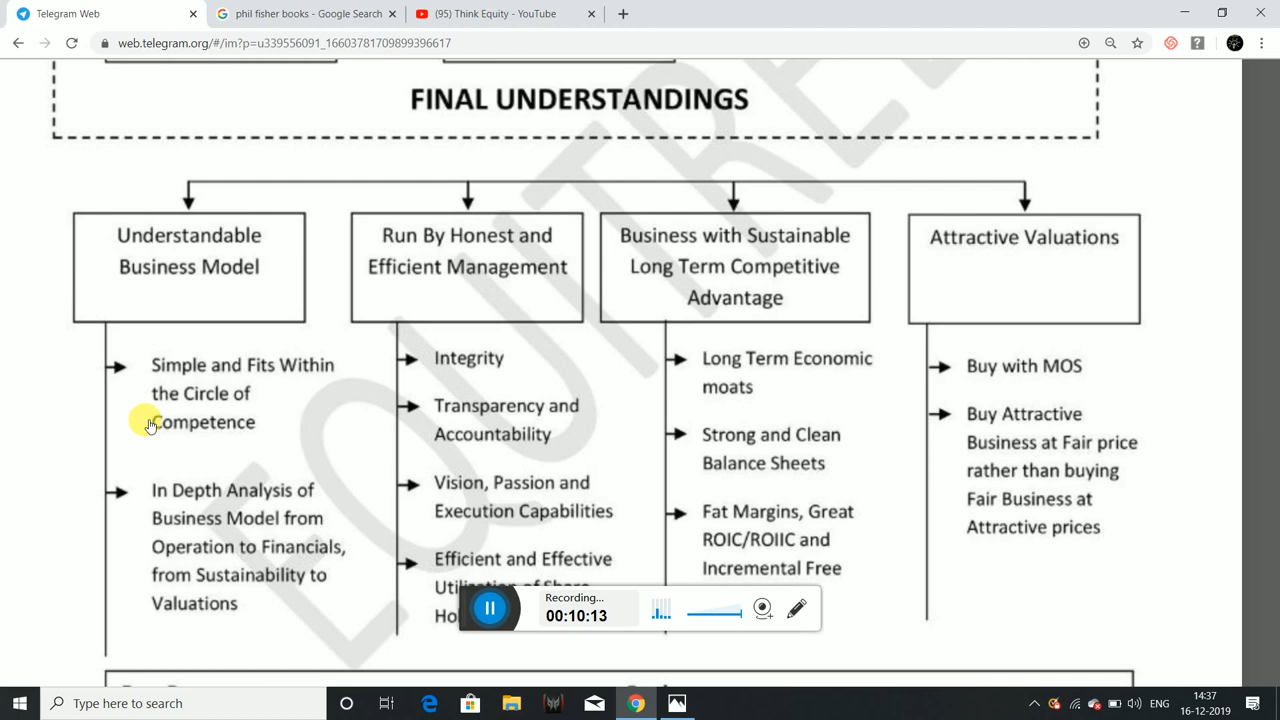 Telegram Web
phil fisher books - Google Search
(95) Think Equity - YouTube
web.telegram.org/#/im?p=u339556091_16603781709899396617
FINAL UNDERSTANDINGS
Understandable
Business Model
Run By Honest and
Efficient Management
Business with Sustainable
Long Term Competitive
Advantage
Attractive Valuations
Simple and Fits Within
the Circle of
Competence
In Depth Analysis of
Business Model from
Operation to Financials,
from Sustainability to
Valuations
Integrity
Transparency and
Accountability
Vision, Passion and
Execution Capabilities
Efficient and Effective
Long Term Economic
moats
Strong and Clean
Balance Sheets
Fat Margins, Great
ROIC/ROIIC and
Incremental Free
Buy with MOS
Buy Attractive
Business at Fair price
rather than buying
Fair Business at
Attractive prices
Recording...
00:10:13
Type here to search
ENG
14:37
16-12-2019